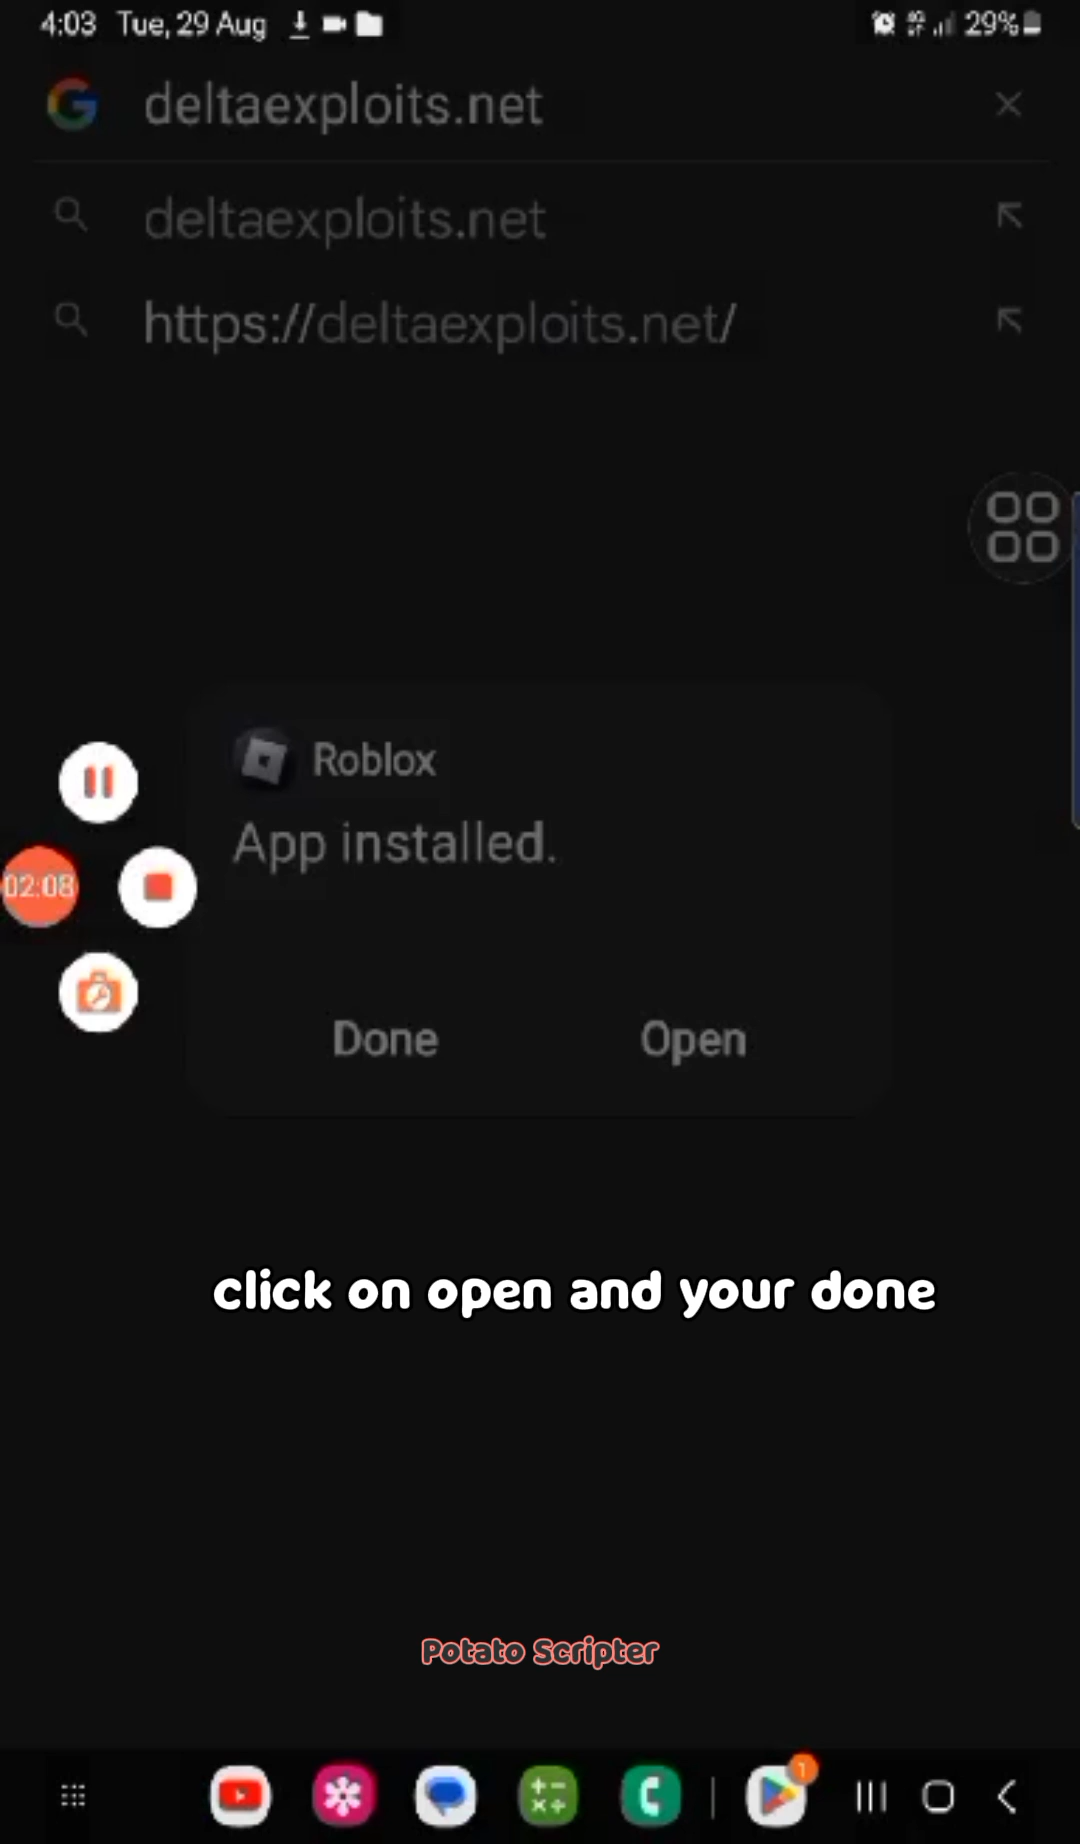 4:03 Tue, 29 Aug 29%
deltaexploits.net
deltaexploits.net
https://deltaexploits.net/
Roblox
App installed.
02:08
Done Open
click on open and your done
Potato Scripter
1